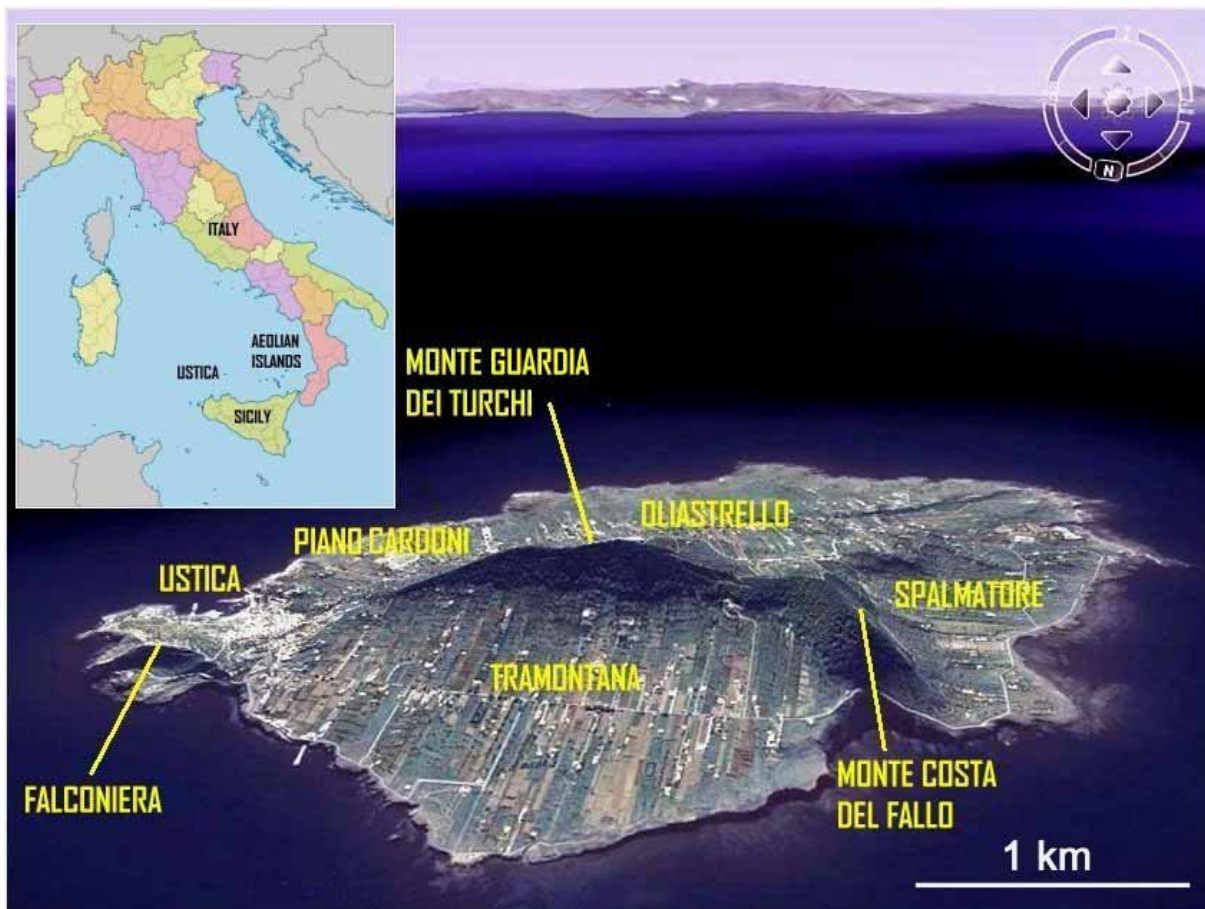 ITALY
AEOLIAN
ISLANDS
USTICA
SICILY
N
MONTE GUARDIA
DEI TURCHI
OLIASTRELLO
PIANO CARDONI
USTICA
SPALMATORE
TRAMONTANA
FALCONIERA
MONTE COSTA
DEL FALLO
1 km